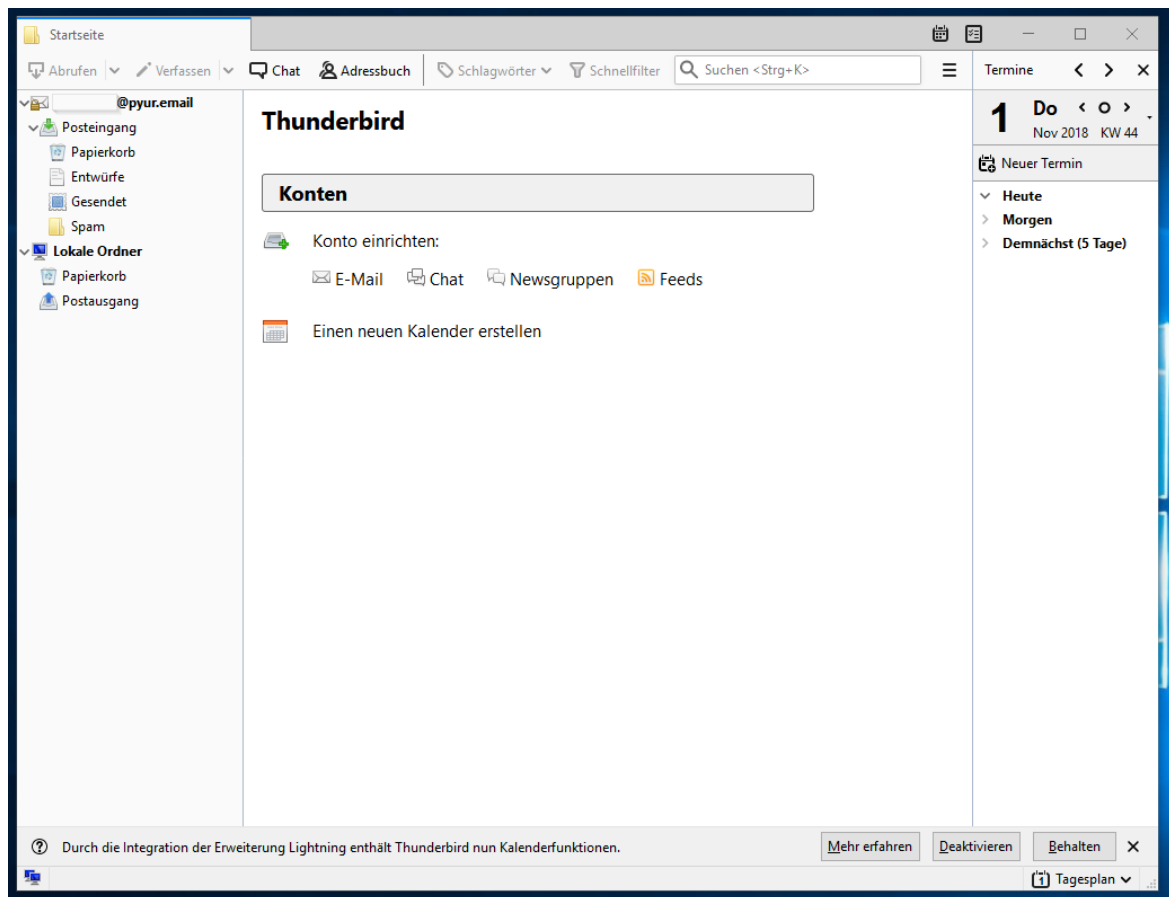 Startseite
Abrufen Verfassen Chat Adressbuch Schlagwörter Schnellfilter Suchen <Strg+K>
Termine
@pyur.email
Posteingang
Papierkorb
Entwürfe
Gesendet
Spam
Lokale Ordner
Papierkorb
Postausgang
Thunderbird
Konten
Konto einrichten:
E-Mail Chat Newsgruppen Feeds
Einen neuen Kalender erstellen
1 Do
Nov 2018 KW 44
Neuer Termin
Heute
Morgen
Demnächst (5 Tage)
Durch die Integration der Erweiterung Lightning enthält Thunderbird nun Kalenderfunktionen. Mehr erfahren Deaktivieren Behalten
1 Tagesplan